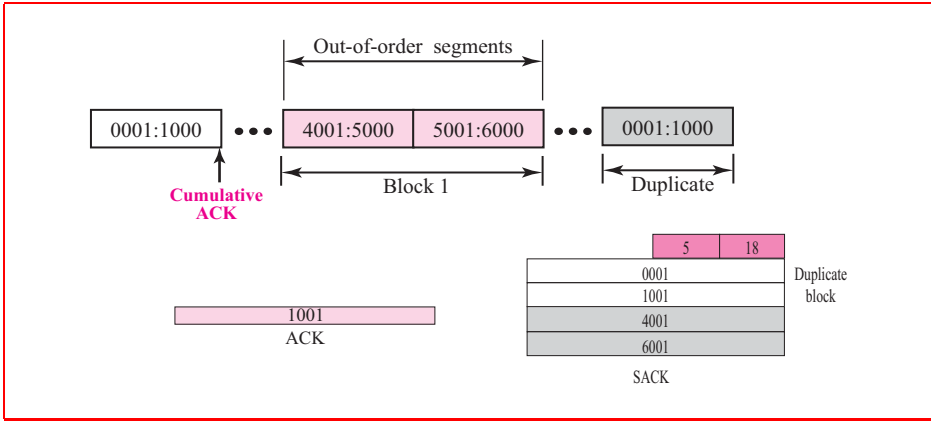 Out-of-order segments
0001:1000
4001:5000
5001:6000
0001:1000
Cumulative
ACK
Block 1
Duplicate
5
18
0001
1001
4001
6001
Duplicate
block
SACK
1001
ACK